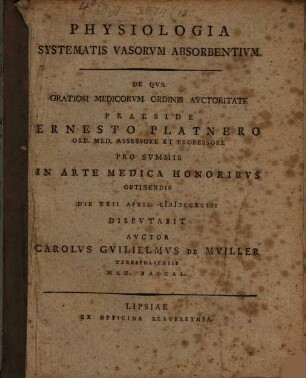 PHYSIOLOGIA
SYSTEMATIS VASORVM ABSORBENTIVM.
DE QVA
GRATIOSI MEDICORVM ORDINIS AVCTORITATE
PRAESIDE
ERNESTO PLATNERO
ORD. MED. ASSESSORE ET PROFESSORE
PRO SVMMIS
IN ARTE MEDICA HONORIBVS
OBTINENDIS
DIE XXII APRIL.
DISPVTABIT
AVCTOR
CAROLVS GVILIELMVS DE MVILLER
MED. BACCAL.
LIPSIAE
EX OFFICINA KLAVBARTHIA.